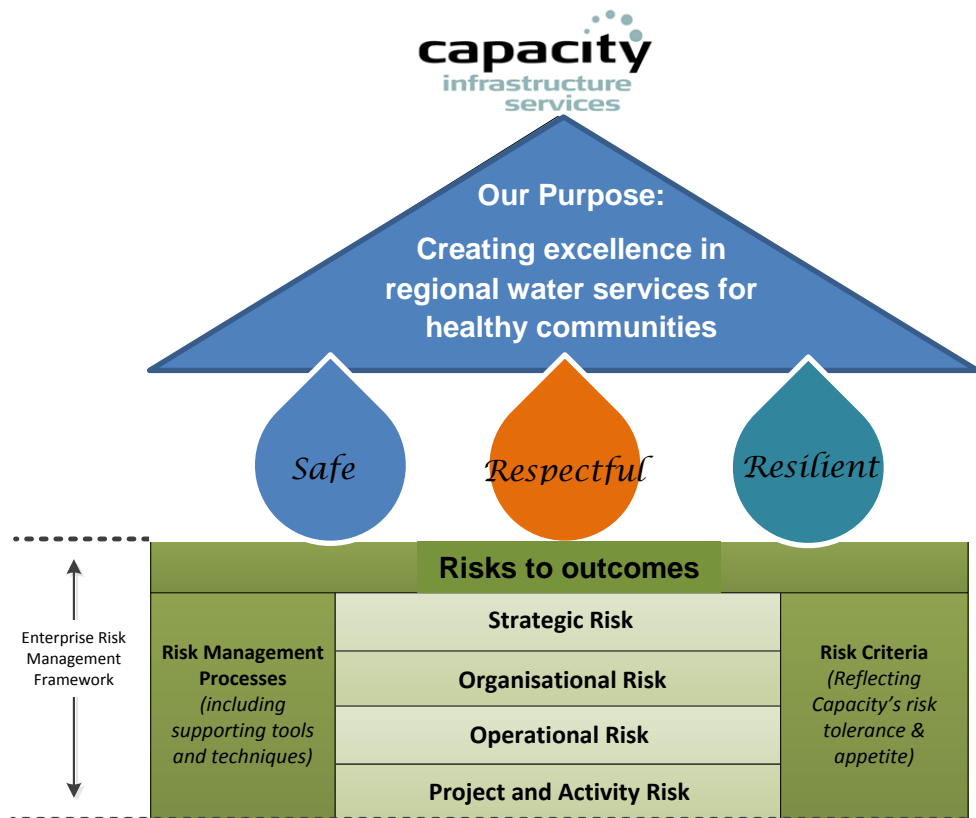 capacity
infrastructure
services
Our Purpose:
Creating excellence in
regional water services for
healthy communities
Safe
Respectful
Resilient
Risks to outcomes
Enterprise Risk
Management
Framework
Risk Management
Processes
(including
supporting tools
and techniques)
Strategic Risk
Organisational Risk
Operational Risk
Project and Activity Risk
Risk Criteria
(Reflecting
Capacity’s risk
tolerance &
appetite)